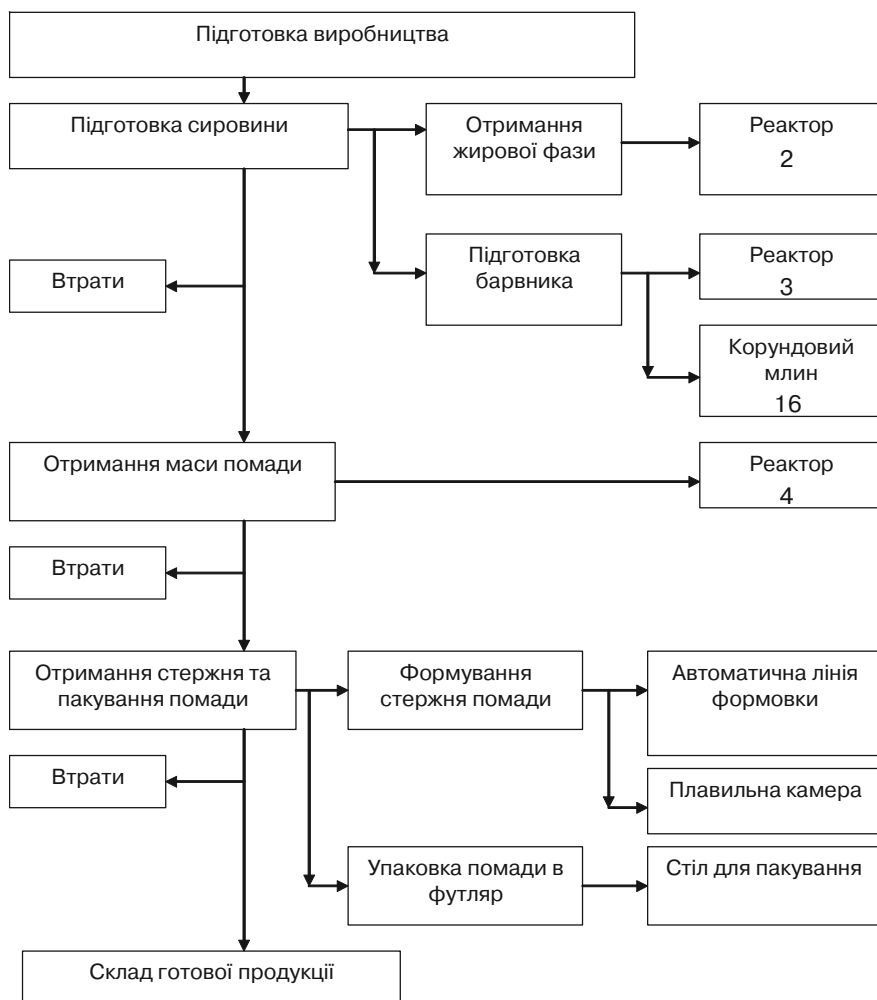 Підготовка виробництва
Підготовка сировини
Отримання
жирової фази
Реактор
2
Підготовка
барвника
Реактор
3
Втрати
Корундовий
млин
16
Отримання маси помади
Реактор
4
Втрати
Отримання стержня та
пакування помади
Формування
стержня помади
Автоматична лінія
формовки
Втрати
Плавильна камера
Упаковка помади в
футляр
Стіл для пакування
Склад готової продукції